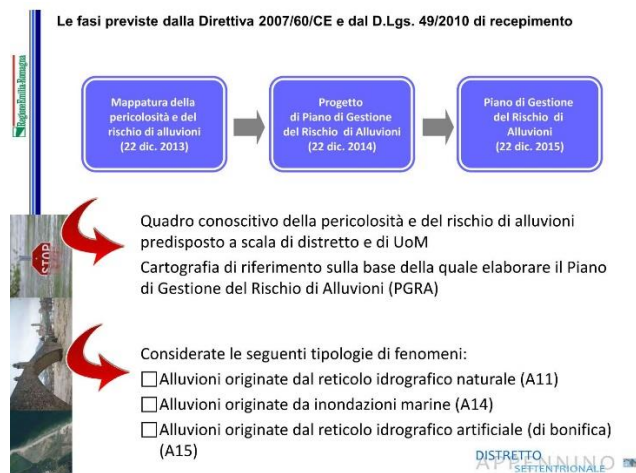 Le fasi previste dalla Direttiva 2007/60/CE e dal D.Lgs. 49/2010 di recepimento
RegioneEmilia-Romagna
Mappatura della
pericolosità e del
rischio di alluvioni
(22 dic. 2013)
Progetto
di Piano di Gestione
del Rischio di Alluvioni
(22 dic. 2014)
Piano di Gestione
del Rischio di
Alluvioni
(22 dic. 2015)
STOP
Quadro conoscitivo della pericolosità e del rischio di alluvioni
predisposto a scala di distretto e di UoM
Cartografia di riferimento sulla base della quale elaborare il Piano
di Gestione del Rischio di Alluvioni (PGRA)
Considerate le seguenti tipologie di fenomeni:
Alluvioni originate dal reticolo idrografico naturale (A11)
Alluvioni originate da inondazioni marine (A14)
Alluvioni originate dal reticolo idrografico artificiale (di bonifica)
(A15)
DISTRETTO
APPENNINO
SETTENTRIONALE